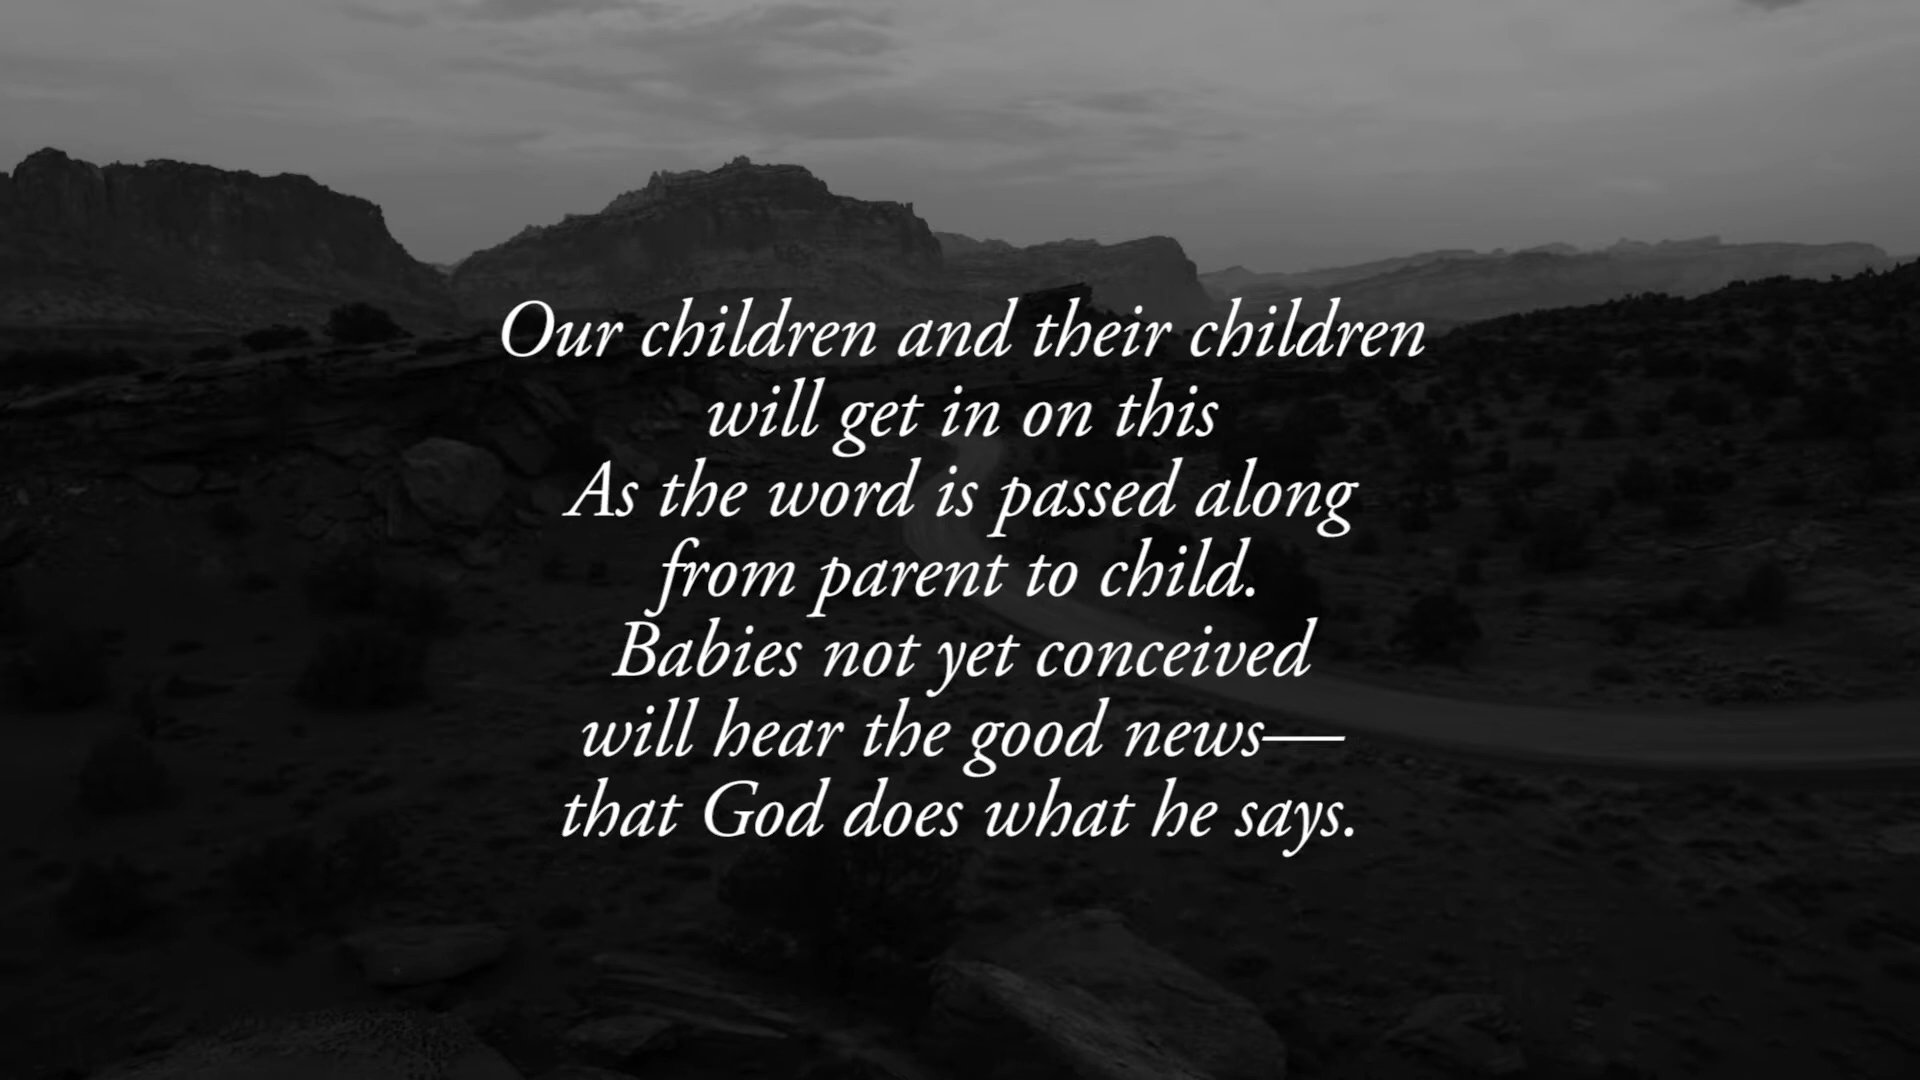 Our children and their children
will get in on this
As the word is passed along
from parent to child.
Babies not yet conceived
will hear the good news—
that God does what he says.